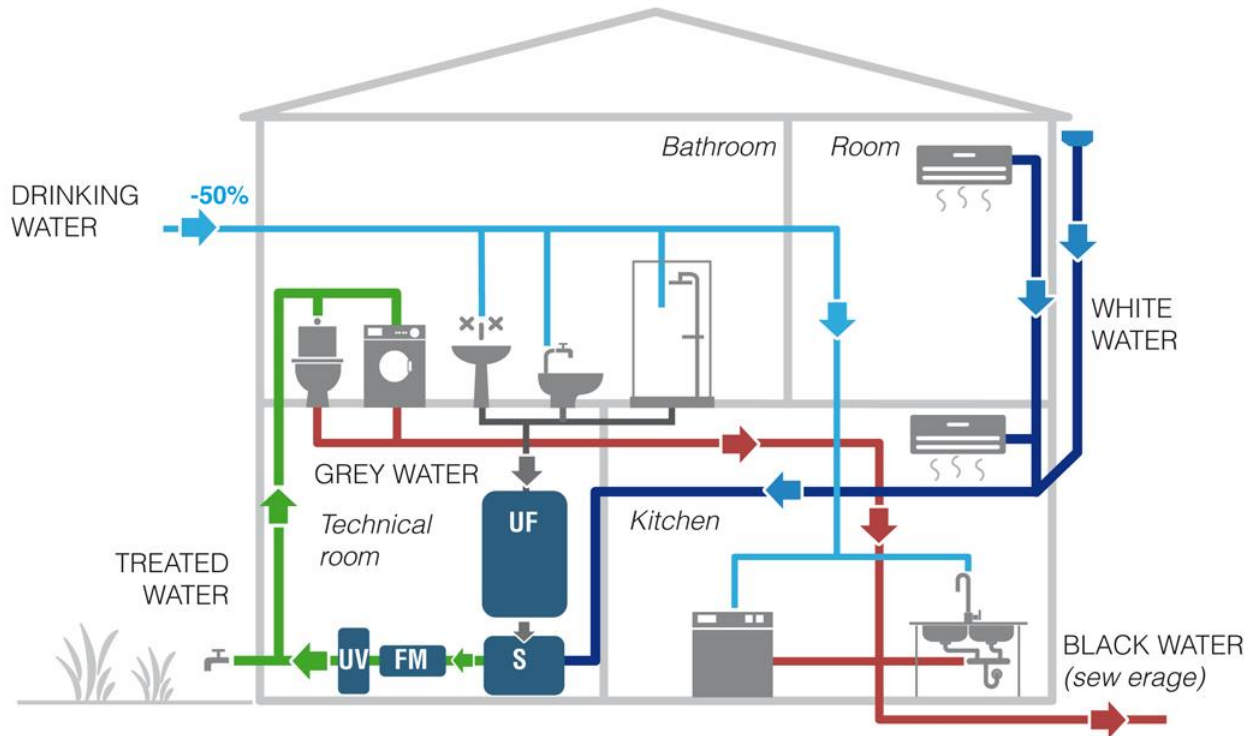 Bathroom
Room
DRINKING
WATER
-50%
WHITE
WATER
GREY WATER
Technical
room
UF
Kitchen
TREATED
WATER
UV
FM
S
BLACK WATER
(sew erage)